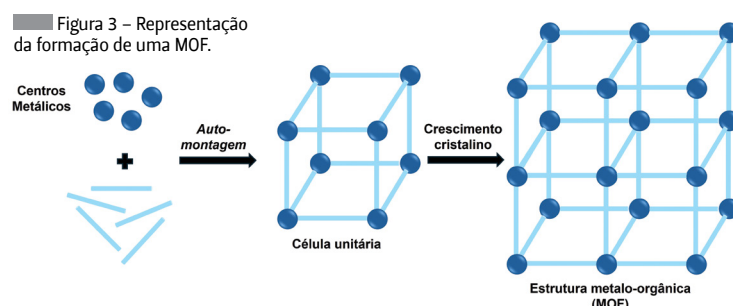 Figura 3 – Representação
da formação de uma MOF.
Centros
Metálicos
Auto-
montagem
Célula unitária
Crescimento
cristalino
Estrutura metalo-orgânica
(MOF)